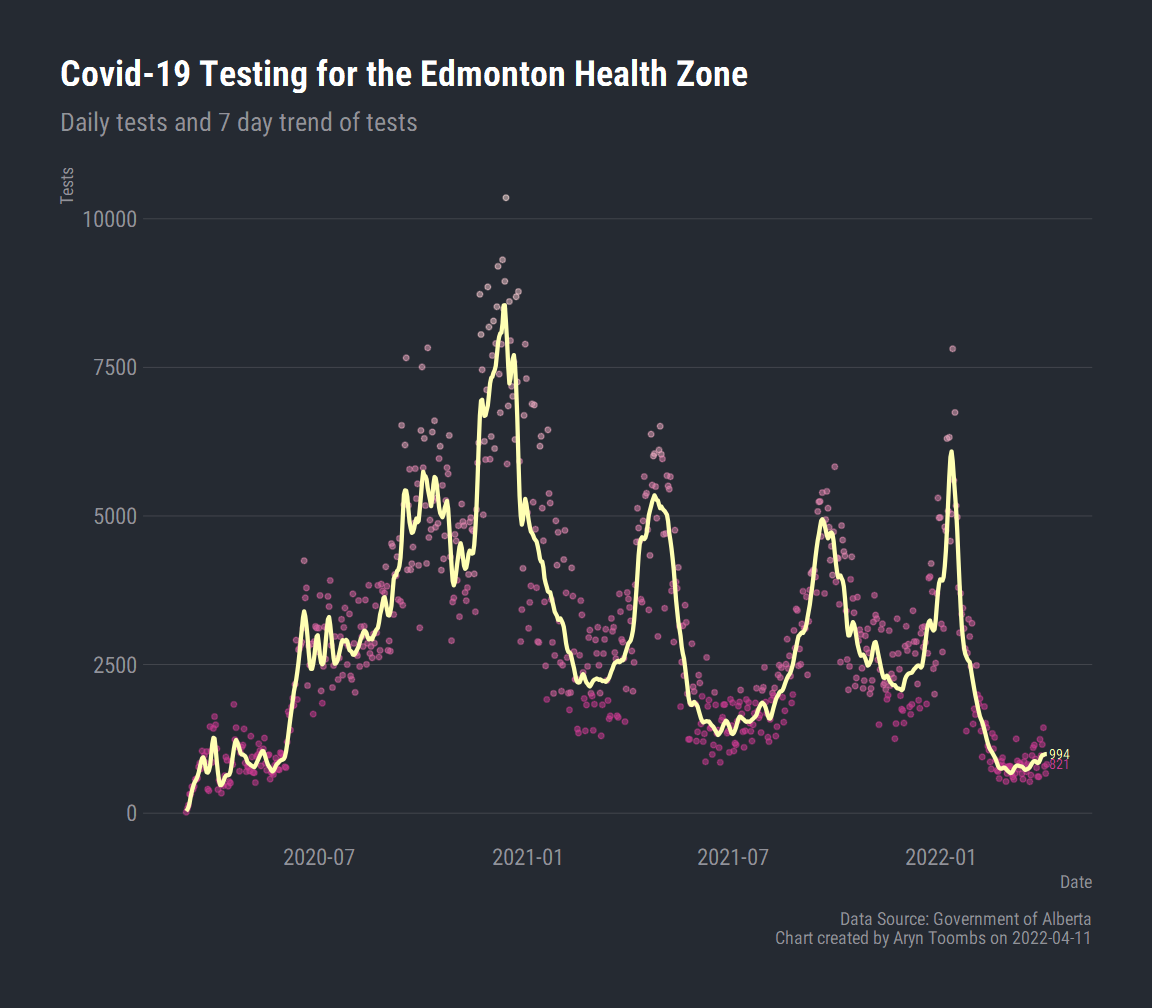 Covid-19 Testing for the Edmonton Health Zone
Daily tests and 7 day trend of tests
Tests
10000
7500
5000
2500
0
994
821
2020-07
2021-01
2021-07
2022-01
Date
Data Source: Government of Alberta
Chart created by Aryn Toombs on 2022-04-11